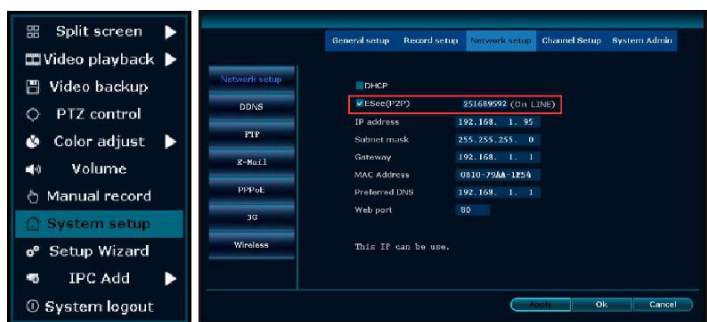 Split screen
Video playback
Video backup
PTZ control
Color adjust
Volume
Manual record
System setup
Setup Wizard
IPC Add
System logout
General setup Record setup Network setup Channel Setup System Admin
Network setup
DDNS
FTP
E-Mail
PPPoE
3G
Wireless
DHCP
ESee(P2P) 251689592 (On LINE)
IP address 192.168. 1. 95
Subnet mask 255.255.255. 0
Gateway 192.168. 1. 1
MAC Address 0810-79AA-1E54
Preferred DNS 192.168. 1. 1
Web port 80
This IP can be use.
Apply Ok Cancel